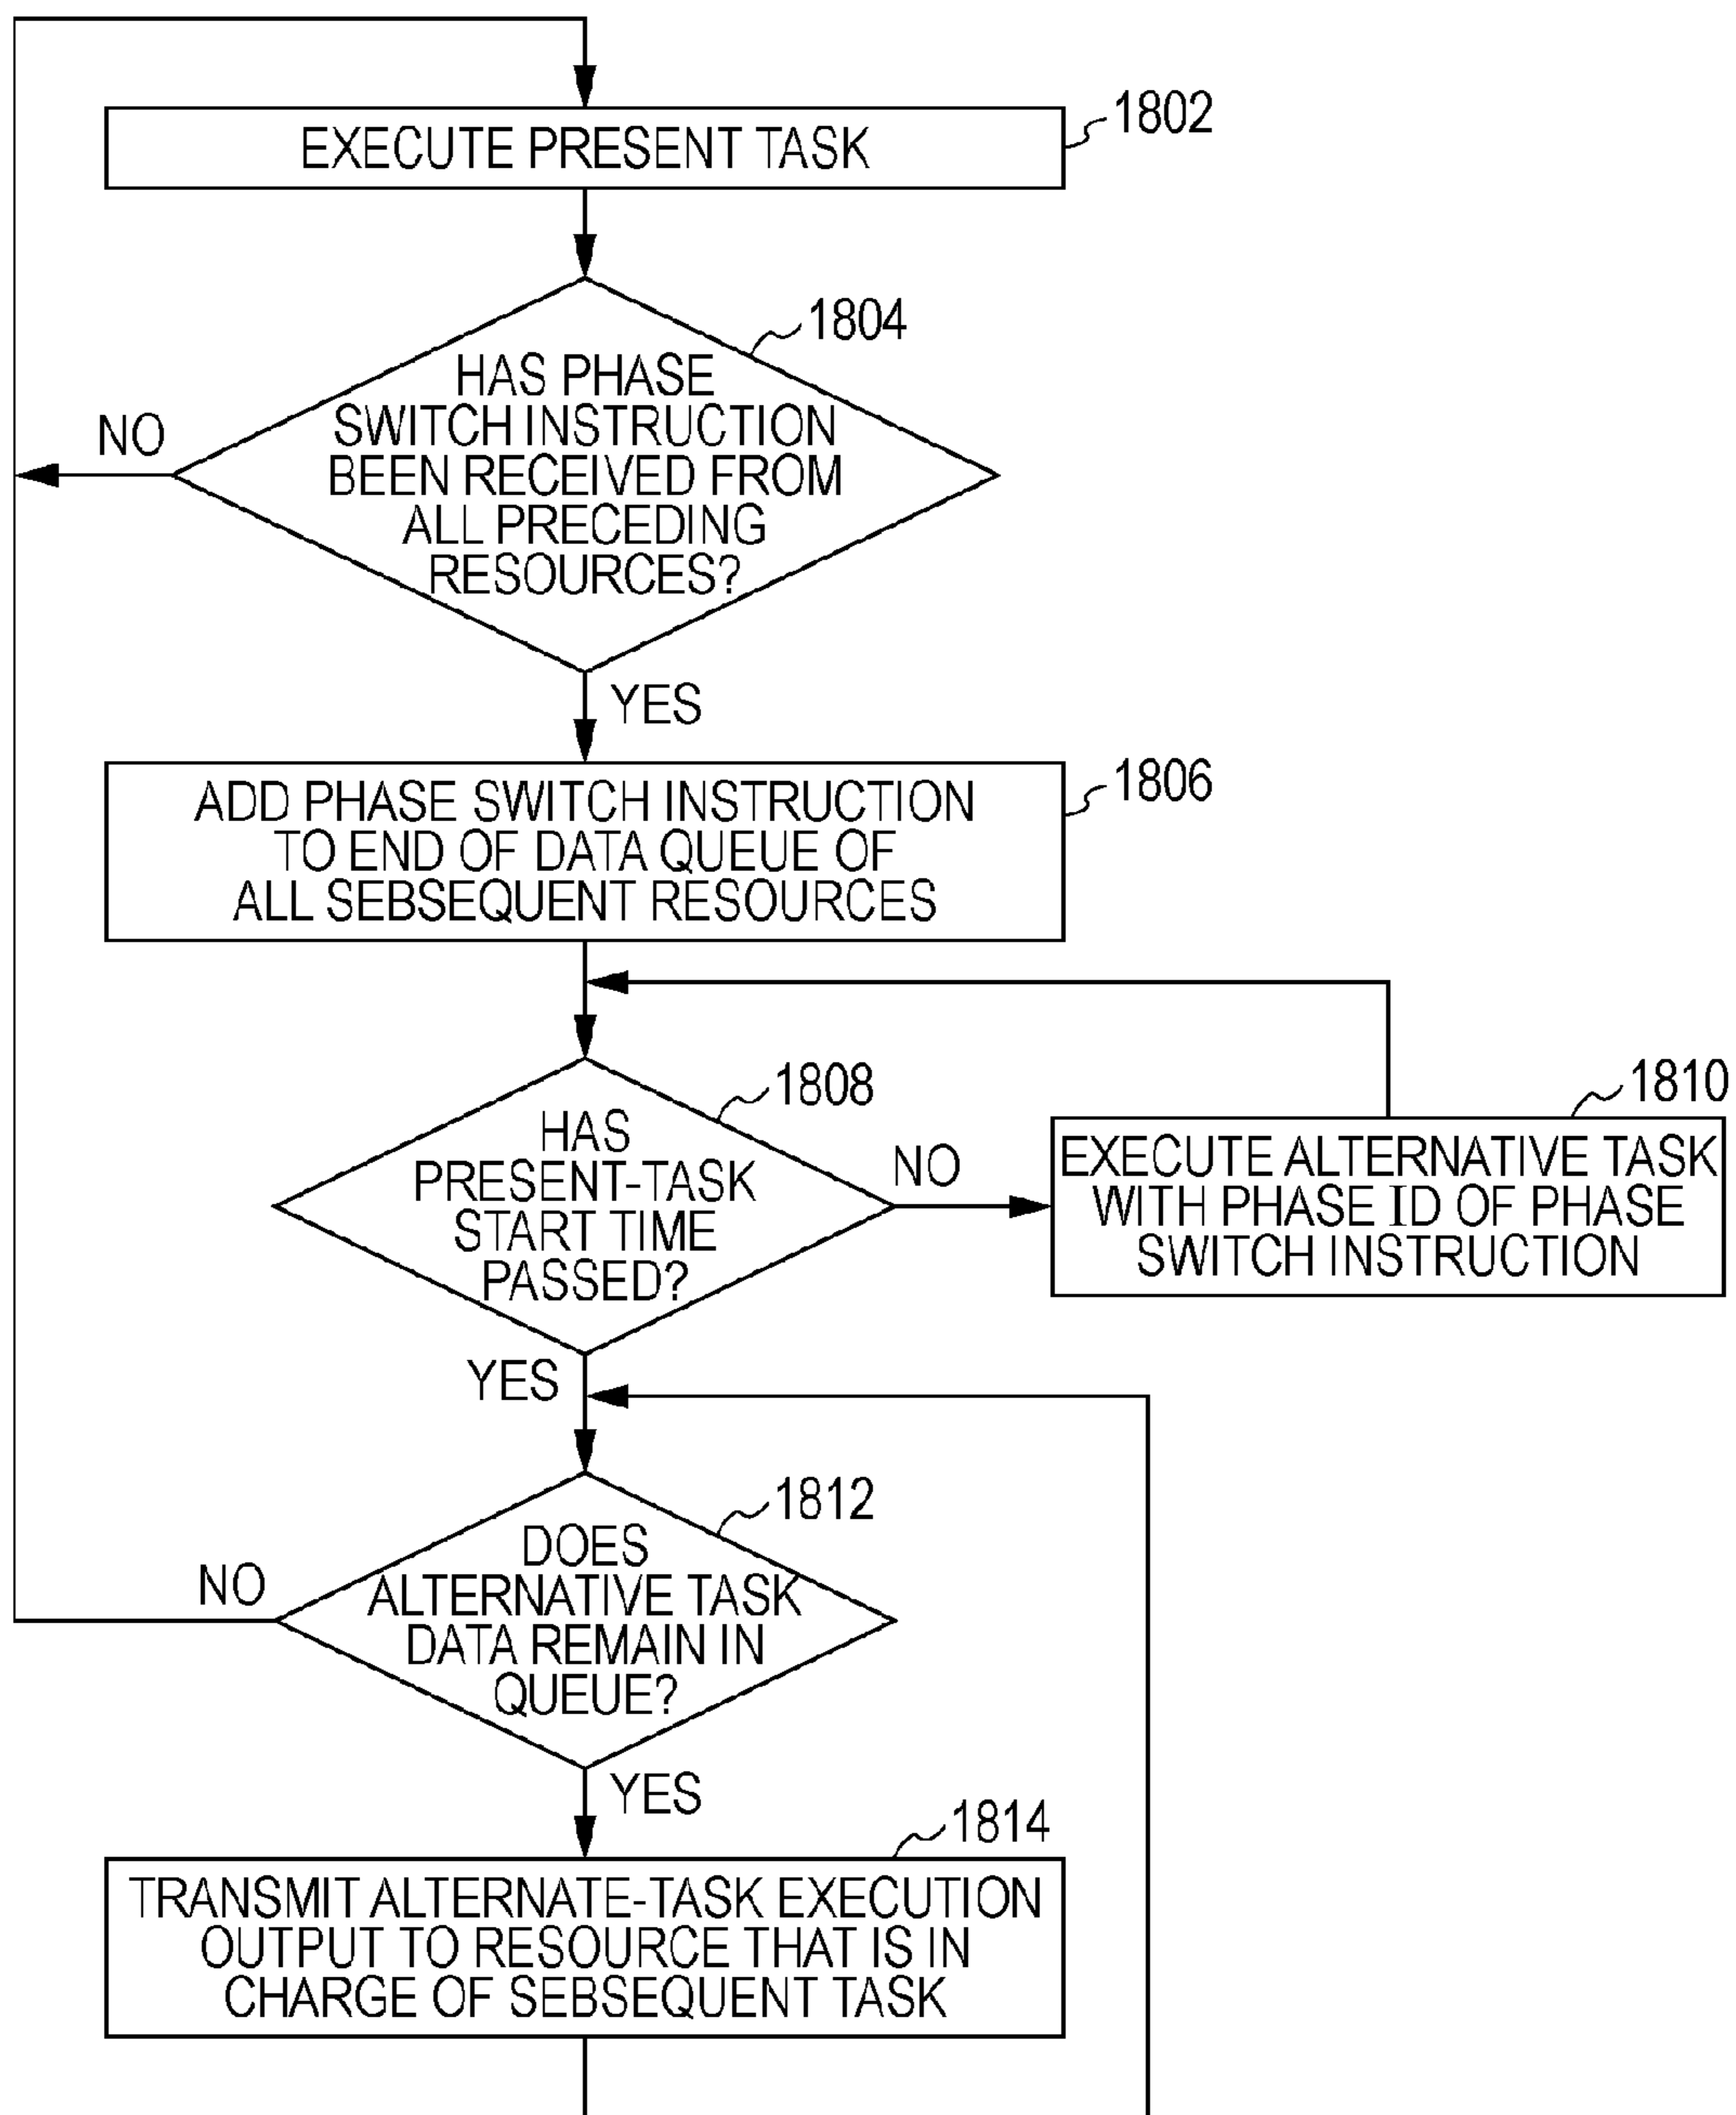 1802
EXECUTE PRESENT TASK
1804
HAS PHASE
SWITCH INSTRUCTION
BEEN RECEIVED FROM
ALL PRECEDING
RESOURCES?
NO
YES
1806
ADD PHASE SWITCH INSTRUCTION
TO END OF DATA QUEUE OF
ALL SEBSEQUENT RESOURCES
1808
HAS
PRESENT-TASK
START TIME
PASSED?
NO
1810
EXECUTE ALTERNATIVE TASK
WITH PHASE ID OF PHASE
SWITCH INSTRUCTION
YES
1812
DOES
ALTERNATIVE TASK
DATA REMAIN IN
QUEUE?
NO
YES
1814
TRANSMIT ALTERNATE-TASK EXECUTION
OUTPUT TO RESOURCE THAT IS IN
CHARGE OF SEBSEQUENT TASK